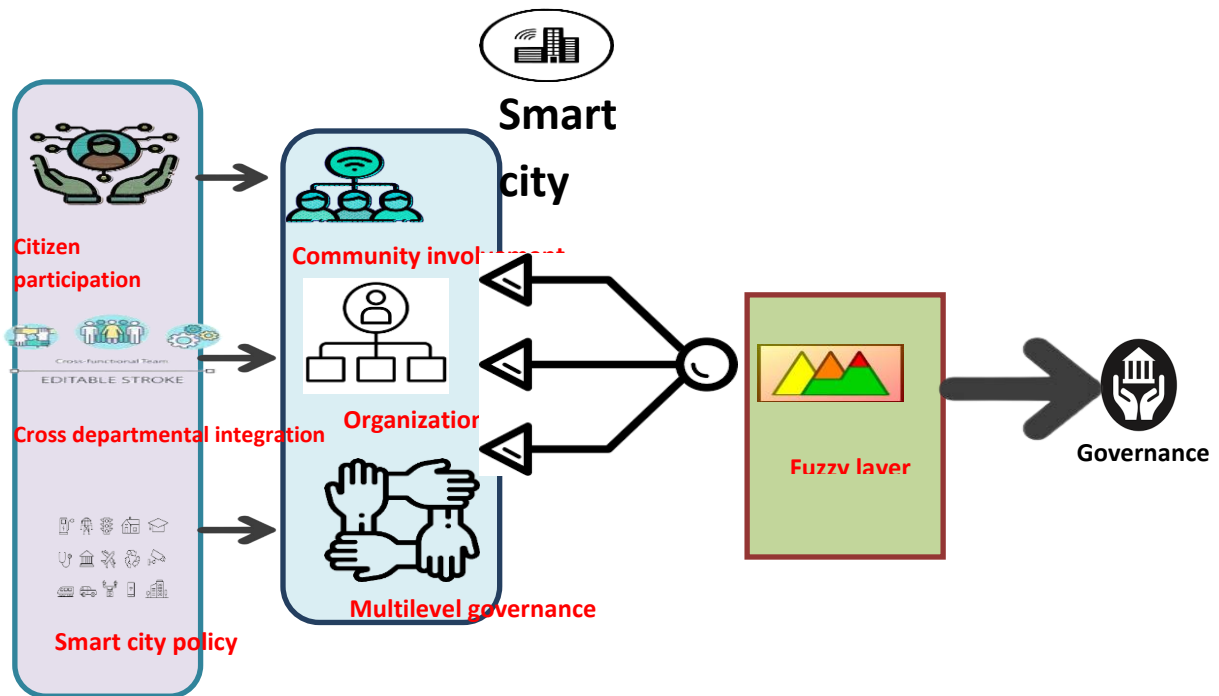 Smart
city
Citizen
participation
Community involvement
Cross-functional Team
EDITABLE STROKE
Cross departmental integration
Organization
Fuzzy layer
Governance
Multilevel governance
Smart city policy